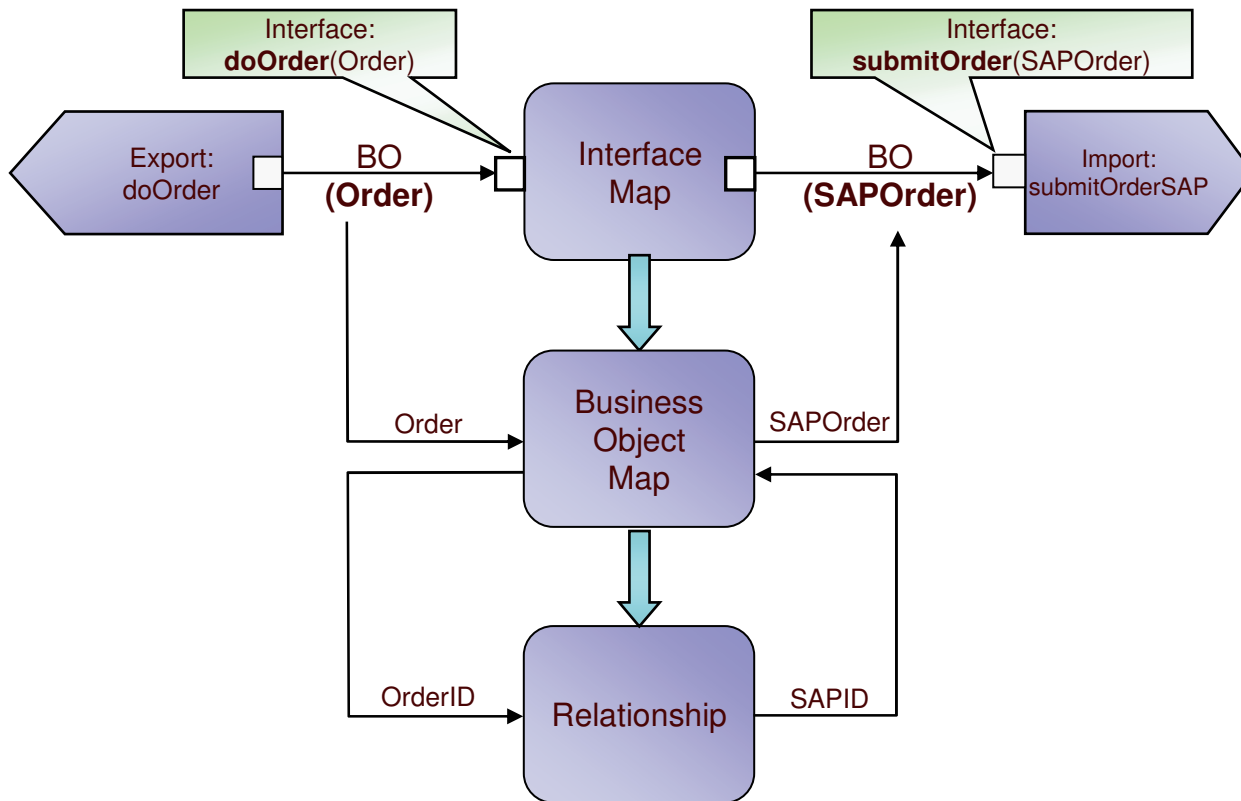 Interface:
doOrder(Order)
Interface:
submitOrder(SAPOrder)
Export:
doOrder
BO
(Order)
Interface
Map
BO
(SAPOrder)
Import:
submitOrderSAP
Order
Business
Object
Map
SAPOrder
OrderID
Relationship
SAPID